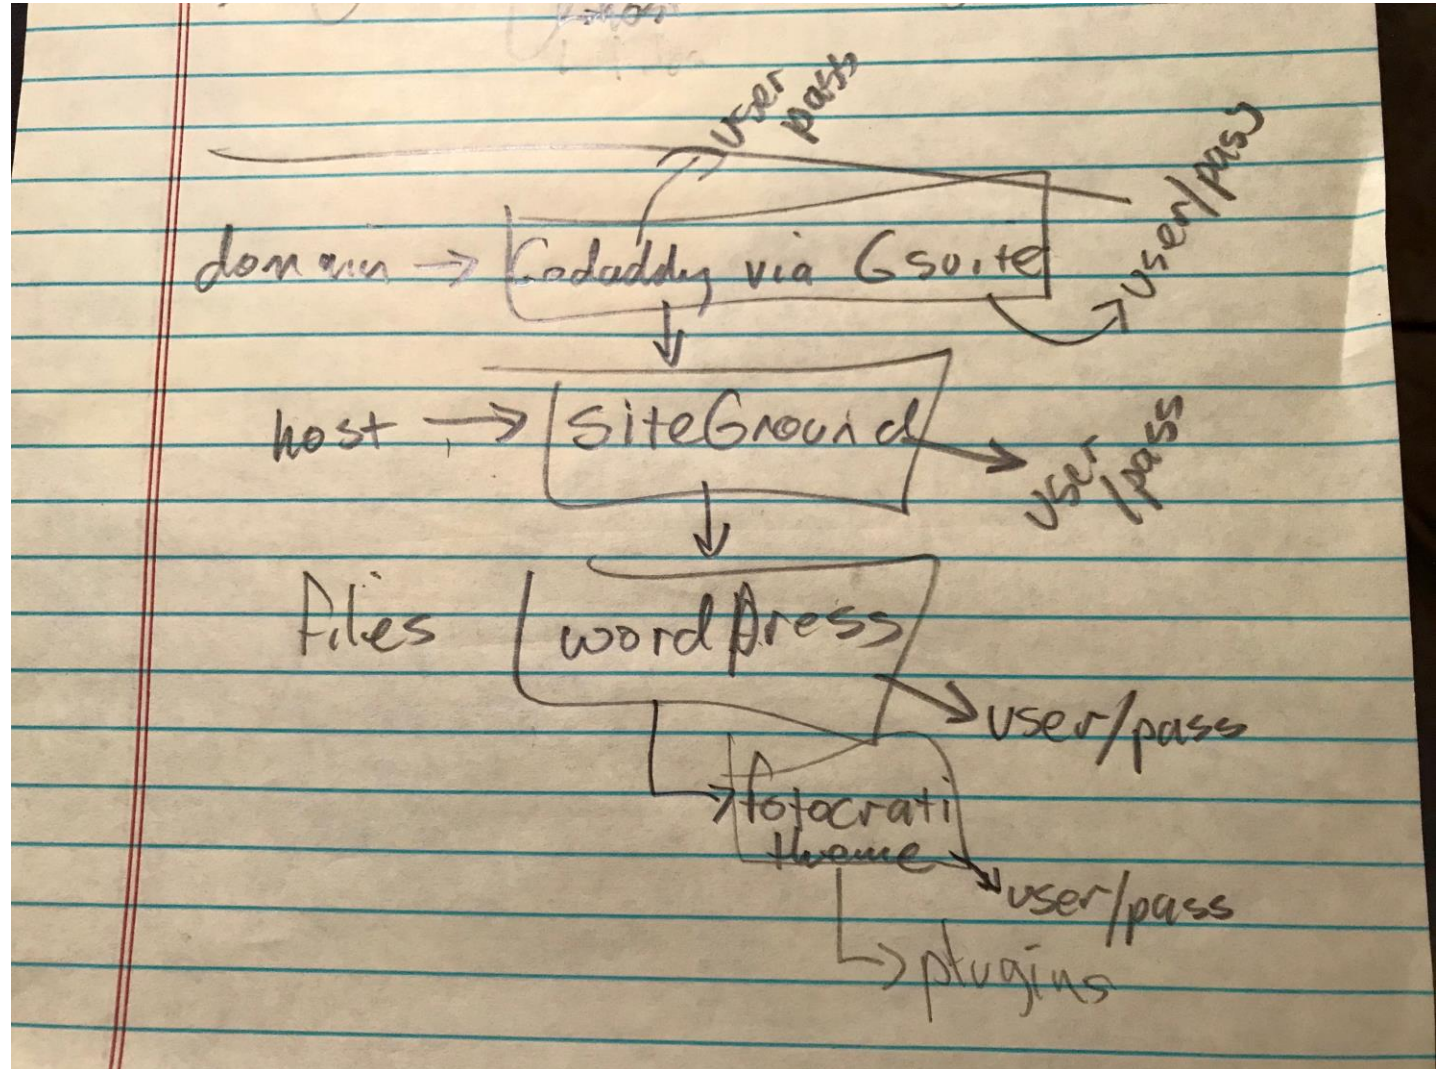 user
pass
user/pass
domain → Godaddy via Gsuite
host → SiteGround
user
/pass
files wordpress
user/pass
fotocrati
theme
user/pass
plugins